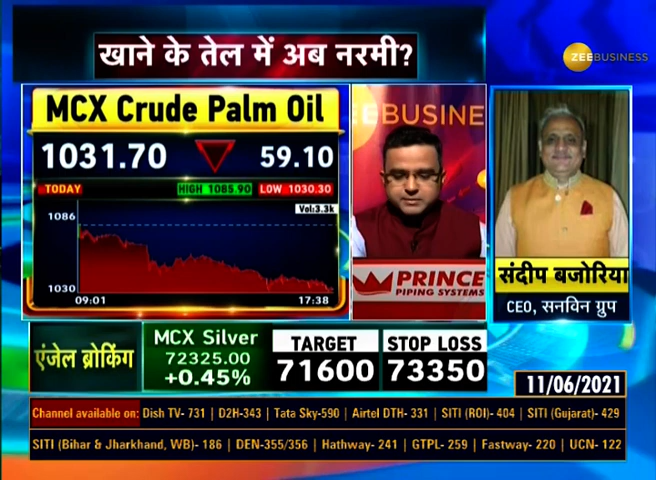 खाने के तेल में अब नरमी?
ZEEBUSINESS
MCX Crude Palm Oil
1031.70 59.10
TODAY HIGH 1085.90 LOW 1030.30
Vol:3.3k
1086
1030
09:01 17:38
EBUSINE
PRINCE
PIPING SYSTEMS
संदीप बजोरिया
CEO, सनविन ग्रुप
एंजेल ब्रोकिंग
MCX Silver
72325.00
+0.45%
TARGET
71600
STOP LOSS
73350
11/06/2021
Channel available on: Dish TV- 731 | D2H-343 | Tata Sky-590 | Airtel DTH- 331 | SITI (ROI)- 404 | SITI (Gujarat)- 429
SITI (Bihar & Jharkhand, WB)- 186 | DEN-355/356 | Hathway- 241 | GTPL- 259 | Fastway- 220 | UCN- 122